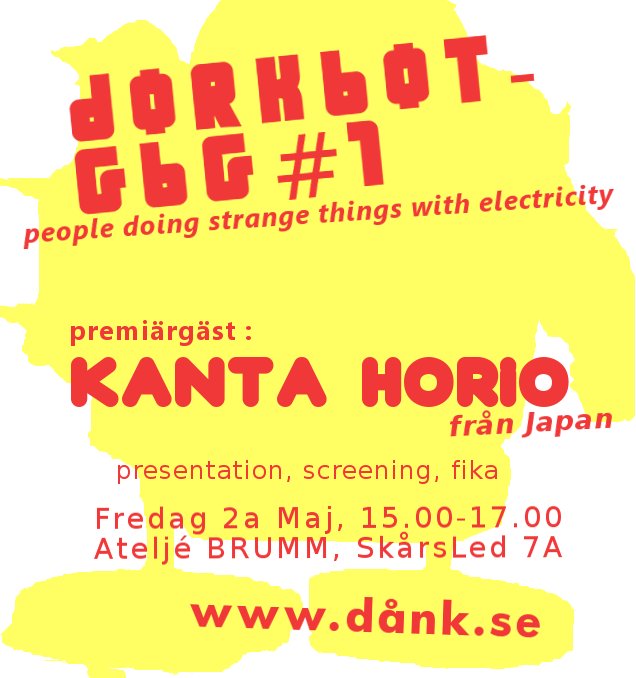 dORKbOT-
GbG #1
people doing strange things with electricity
premiärgäst :
KANTA HORIO
från Japan
presentation, screening, fika
Fredag 2a Maj, 15.00-17.00
Ateljé BRUMM, SkårsLed 7A
www.dånk.se